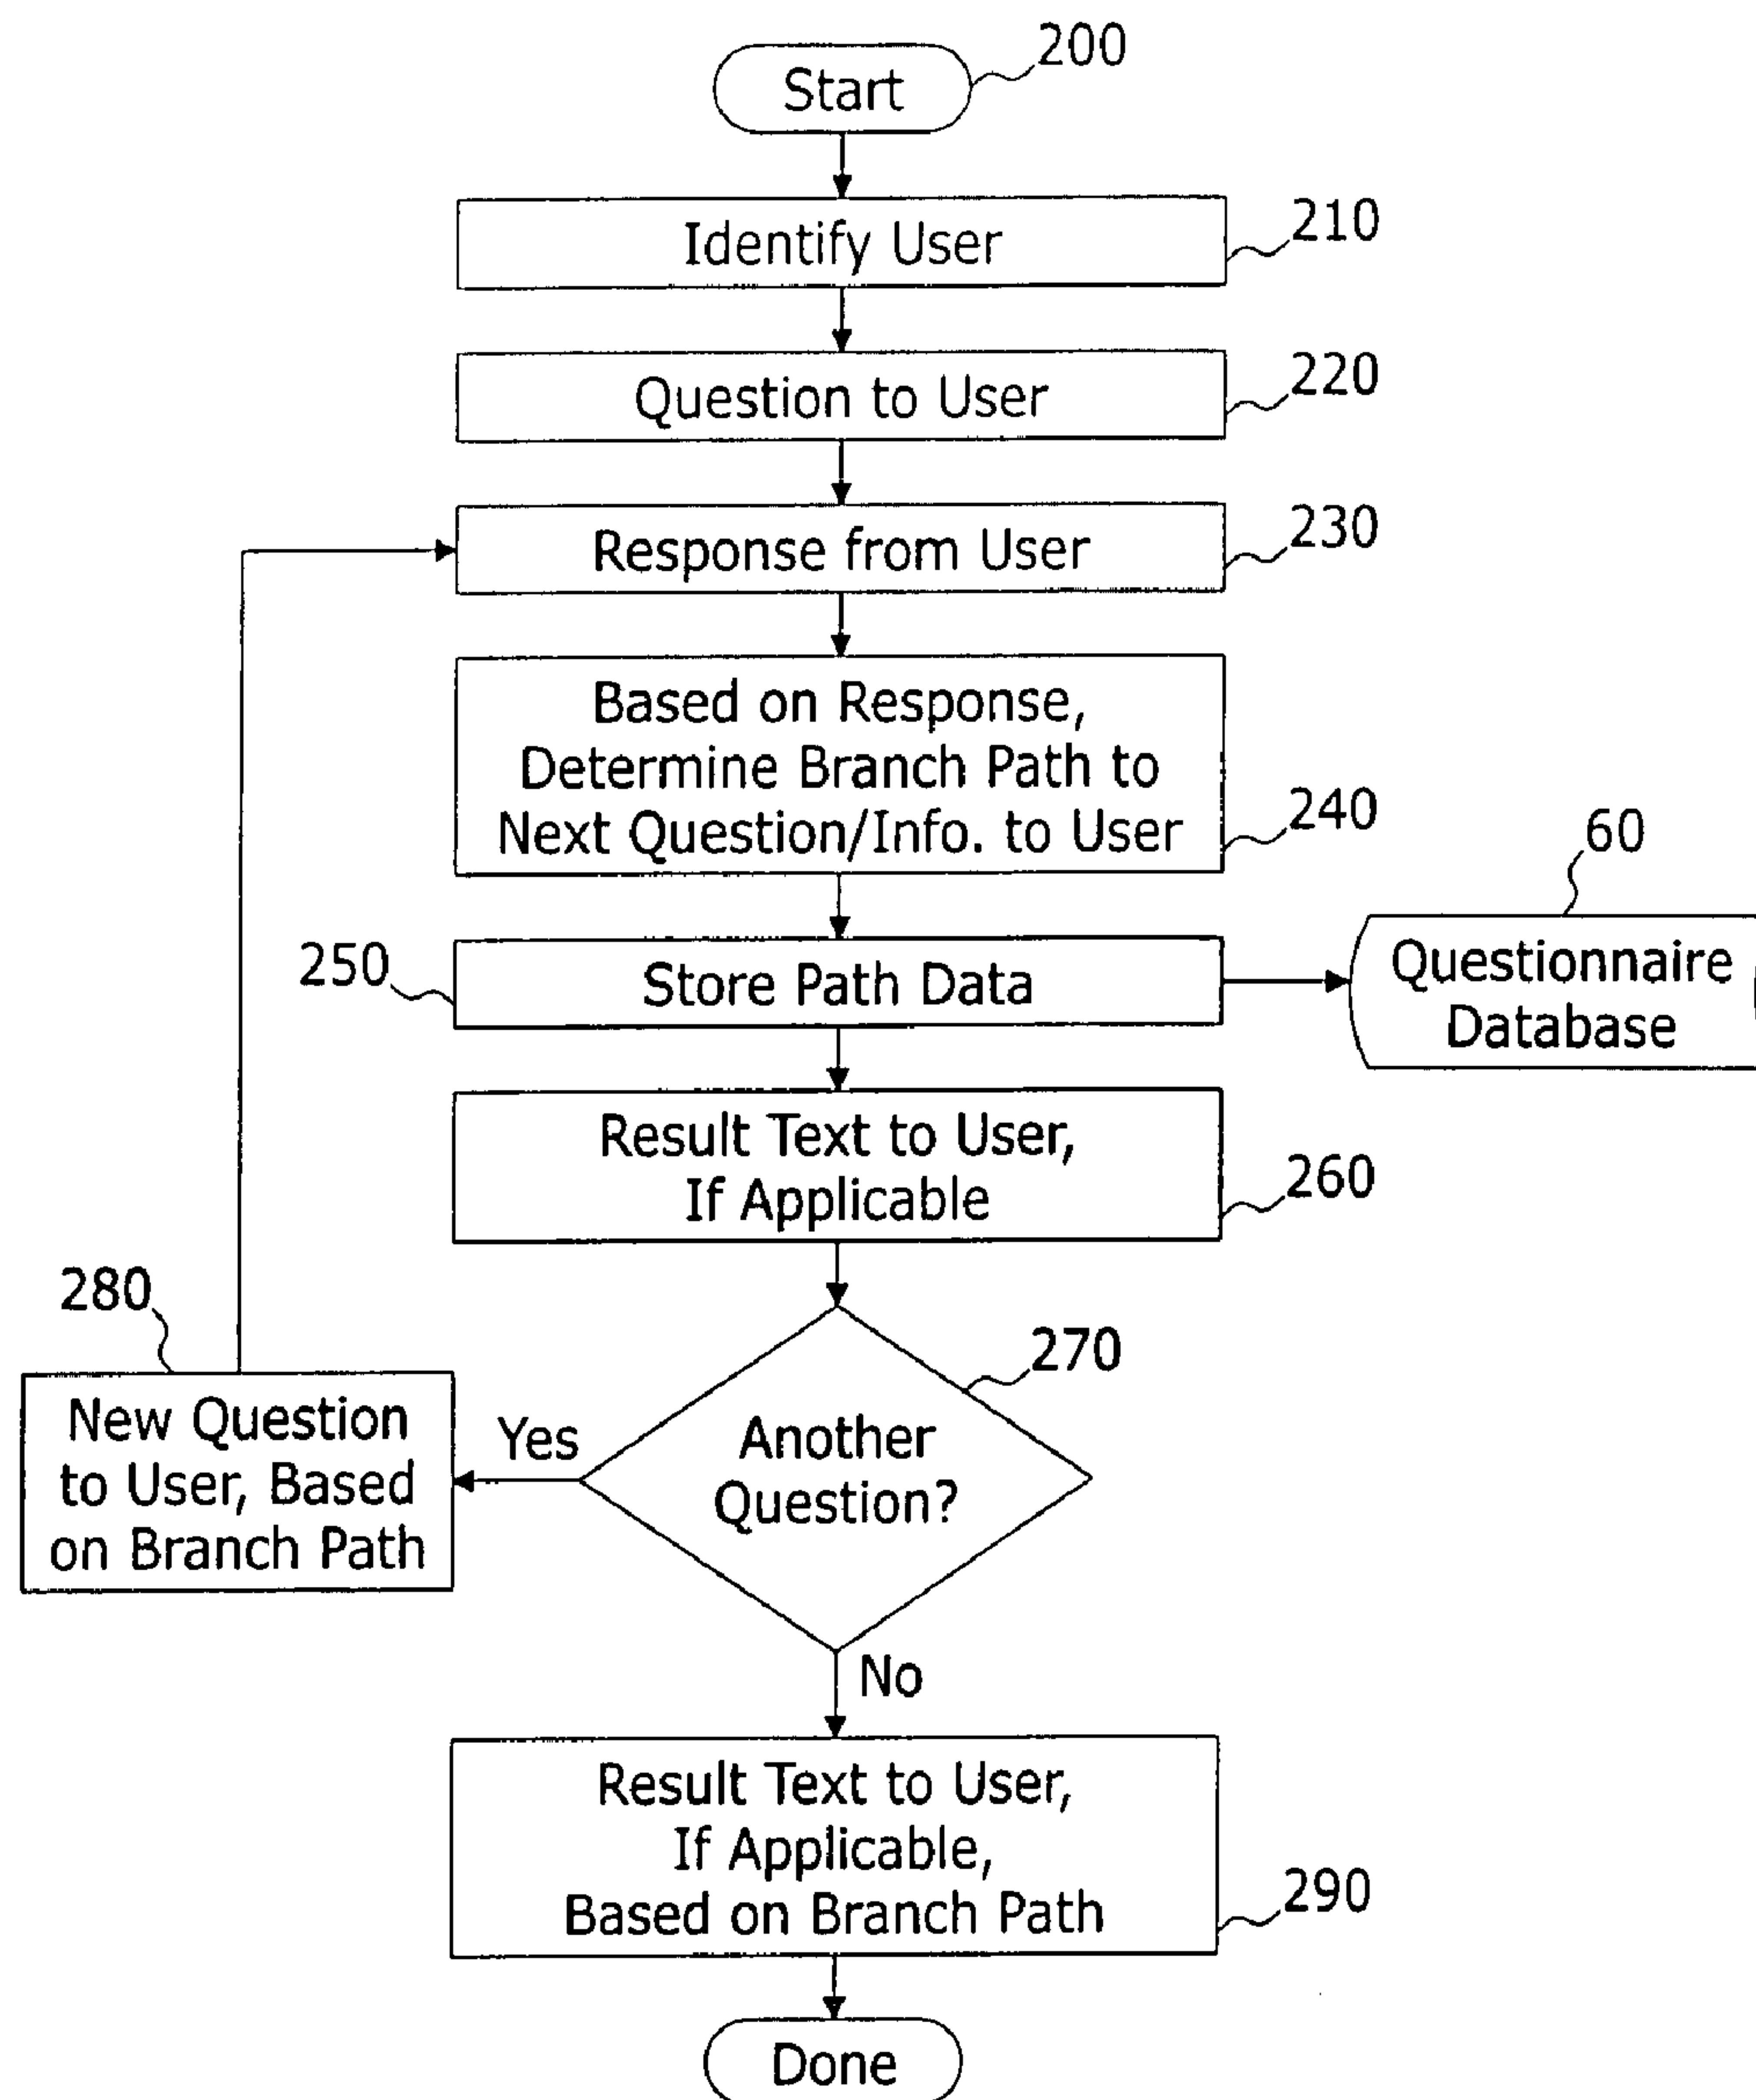 200
Start
210
Identify User
220
Question to User
230
Response from User
Based on Response,
Determine Branch Path to
Next Question/Info. to User
240
60
250
Store Path Data
Questionnaire
Database
Result Text to User,
If Applicable
260
280
270
New Question
to User, Based
on Branch Path
Yes
Another
Question?
No
Result Text to User,
If Applicable,
Based on Branch Path
290
Done